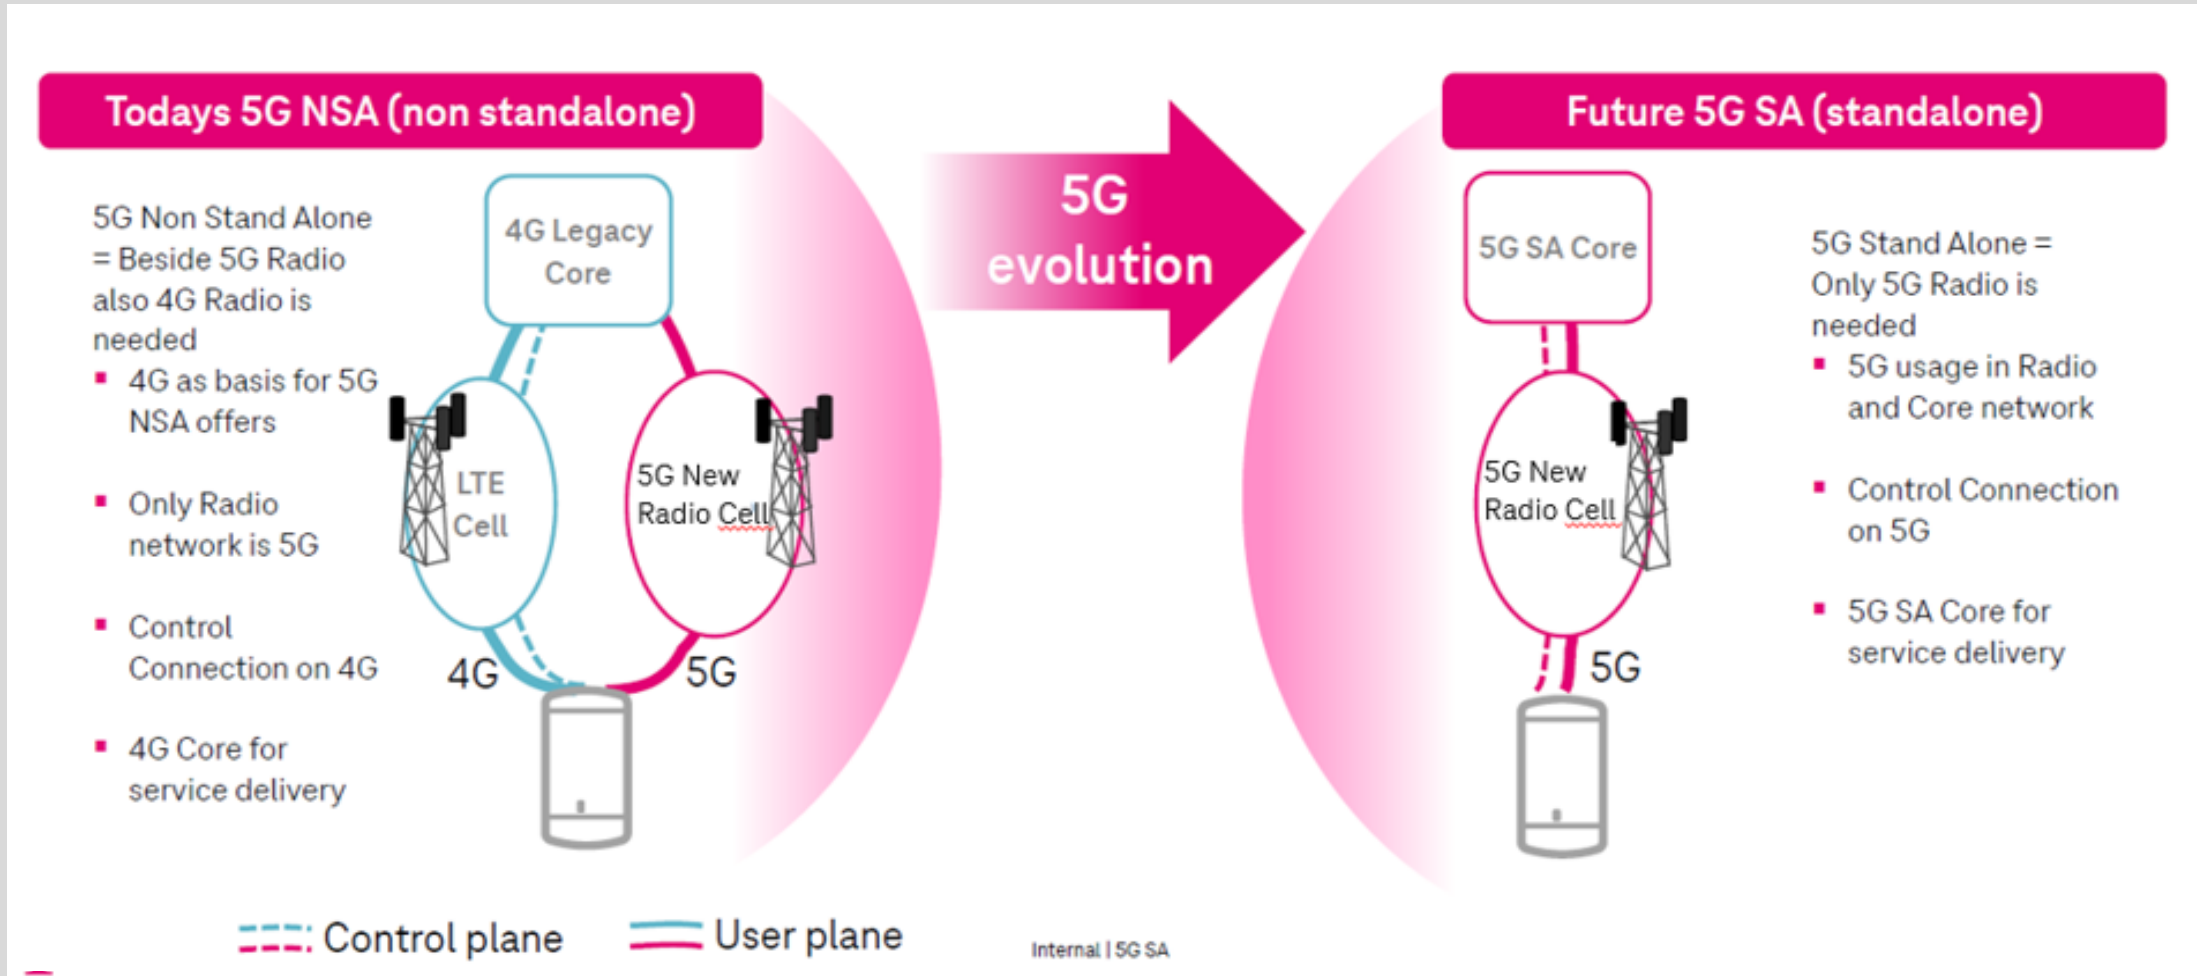 Todays 5G NSA (non standalone)
5G Non Stand Alone
= Beside 5G Radio
also 4G Radio is
needed
▪ 4G as basis for 5G
NSA offers
▪ Only Radio
network is 5G
▪ Control
Connection on 4G
▪ 4G Core for
service delivery
4G Legacy
Core
LTE
Cell
5G New
Radio Cell
4G
5G
5G
evolution
Future 5G SA (standalone)
5G SA Core
5G New
Radio Cell
5G
5G Stand Alone =
Only 5G Radio is
needed
▪ 5G usage in Radio
and Core network
▪ Control Connection
on 5G
▪ 5G SA Core for
service delivery
Control plane
User plane
Internal | 5G SA